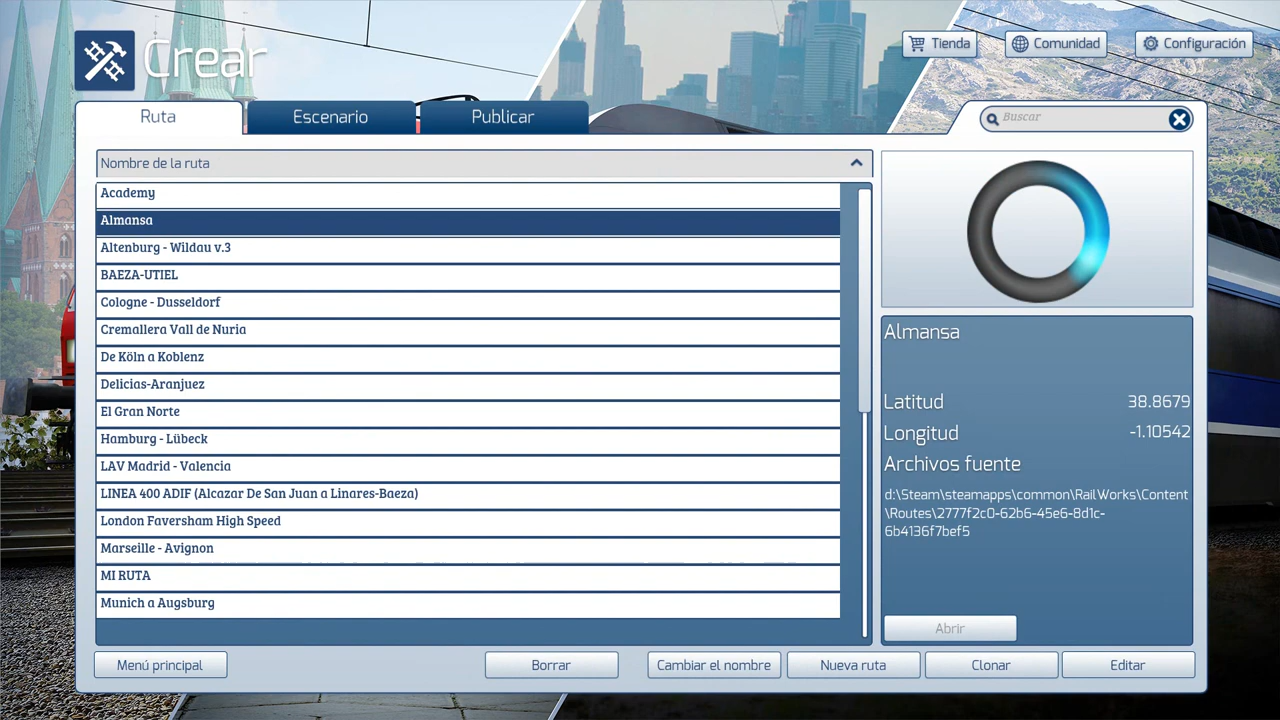 Crear
Tienda
Comunidad
Configuración
Ruta
Escenario
Publicar
Buscar
Nombre de la ruta
Academy
Almansa
Altenburg - Wildau v.3
BAEZA-UTIEL
Cologne - Dusseldorf
Cremallera Vall de Nuria
De Köln a Koblenz
Delicias-Aranjuez
El Gran Norte
Hamburg - Lübeck
LAV Madrid - Valencia
LINEA 400 ADIF (Alcazar De San Juan a Linares-Baeza)
London Faversham High Speed
Marseille - Avignon
MI RUTA
Munich a Augsburg
Almansa
Latitud 38.8679
Longitud -1.10542
Archivos fuente
d:\Steam\steamapps\common\RailWorks\Content
\Routes\2777f2c0-62b6-45e6-8d1c-
6b4136f7bef5
Abrir
Menú principal
Borrar
Cambiar el nombre
Nueva ruta
Clonar
Editar